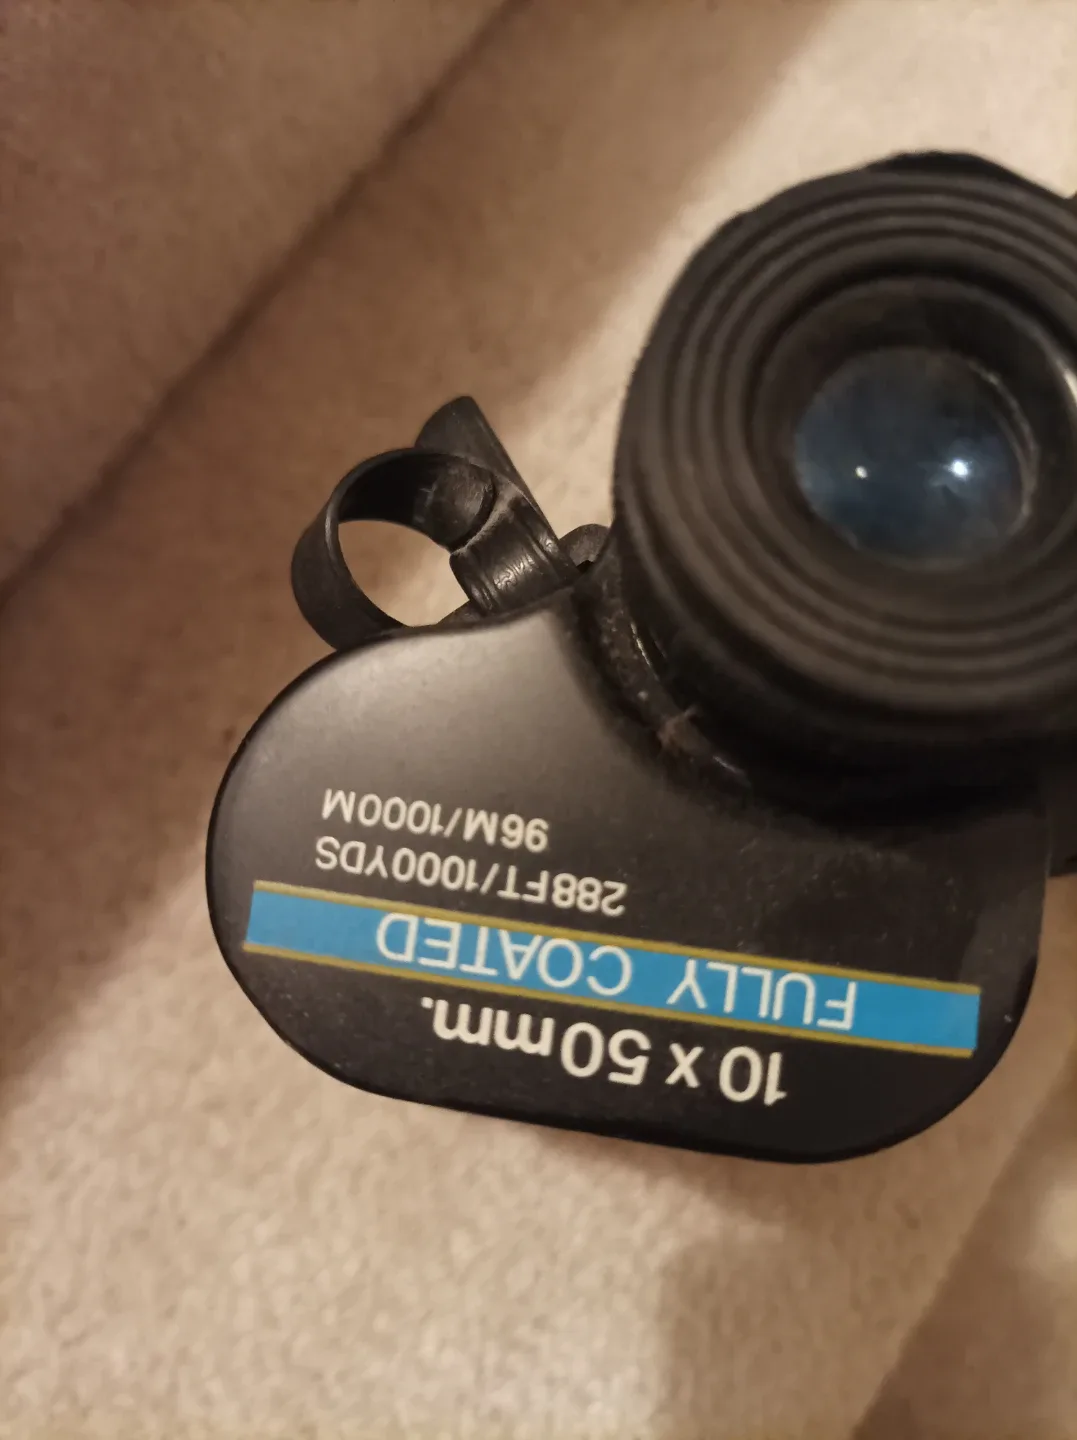 10 x 50mm.
FULLY COATED
288FT/1000YDS
96M/1000M